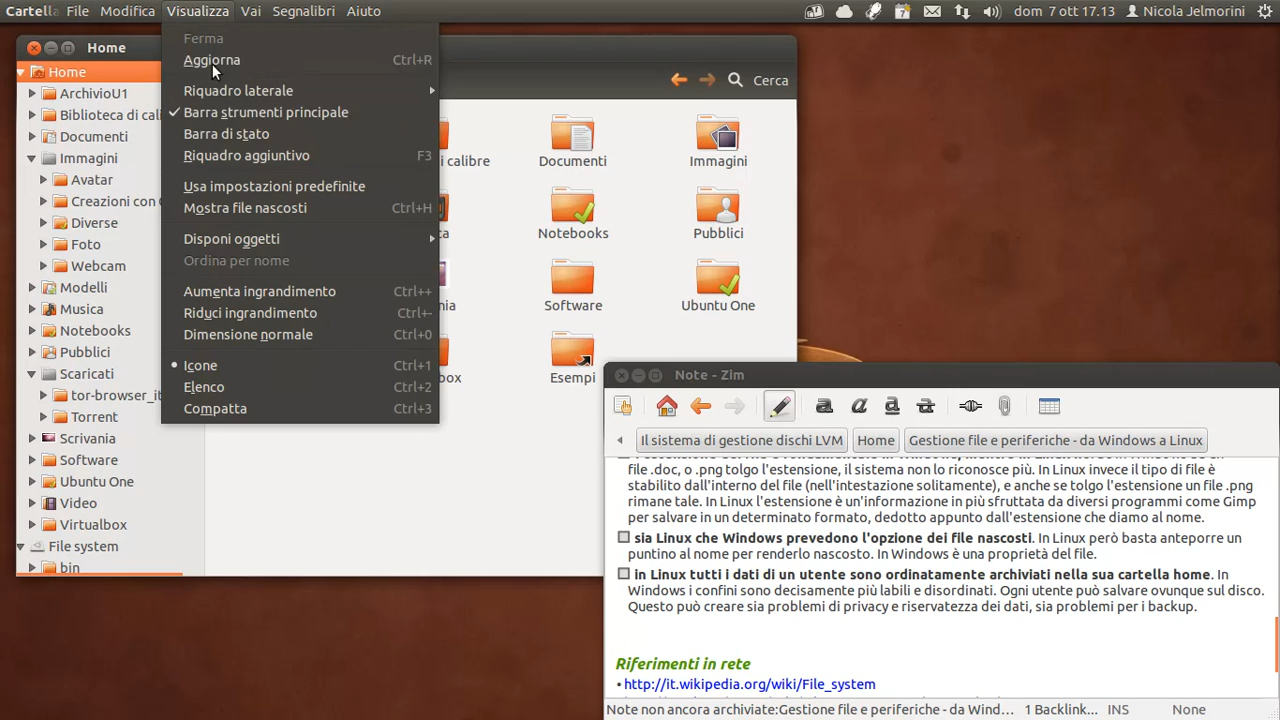 Cartella File Modifica Visualizza Vai Segnalibri Aiuto
dom 7 ott 17.13 Nicola Jelmorini
Home
Cerca
Home
ArchivioU1
Biblioteca di cali
Documenti
Immagini
Avatar
Creazioni con G
Diverse
Foto
Webcam
Modelli
Musica
Notebooks
Pubblici
Scaricati
tor-browser_it
Torrent
Scrivania
Software
Ubuntu One
Video
Virtualbox
File system
bin
Ferma
Aggiorna Ctrl+R
Riquadro laterale
Barra strumenti principale
Barra di stato
Riquadro aggiuntivo F3
Usa impostazioni predefinite
Mostra file nascosti Ctrl+H
Disponi oggetti
Ordina per nome
Aumenta ingrandimento Ctrl++
Riduci ingrandimento Ctrl+-
Dimensione normale Ctrl+0
Icone Ctrl+1
Elenco Ctrl+2
Compatta Ctrl+3
di calibre Documenti Immagini
ca Notebooks Pubblici
nia Software Ubuntu One
box Esempi
Note - Zim
Il sistema di gestione dischi LVM Home Gestione file e periferiche - da Windows a Linux
file .doc, o .png tolgo l'estensione, il sistema non lo riconosce più. In Linux invece il tipo di file è
stabilito dall'interno del file (nell'intestazione solitamente), e anche se tolgo l'estensione un file .png
rimane tale. In Linux l'estensione è un'informazione in più sfruttata da diversi programmi come Gimp
per salvare in un determinato formato, dedotto appunto dall'estensione che diamo al nome.
sia Linux che Windows prevedono l'opzione dei file nascosti. In Linux però basta anteporre un
puntino al nome per renderlo nascosto. In Windows è una proprietà del file.
in Linux tutti i dati di un utente sono ordinatamente archiviati nella sua cartella home. In
Windows i confini sono decisamente più labili e disordinati. Ogni utente può salvare ovunque sul disco.
Questo può creare sia problemi di privacy e riservatezza dei dati, sia problemi per i backup.
Riferimenti in rete
• http://it.wikipedia.org/wiki/File_system
Note non ancora archiviate:Gestione file e periferiche - da Wind... 1 Backlink... INS None